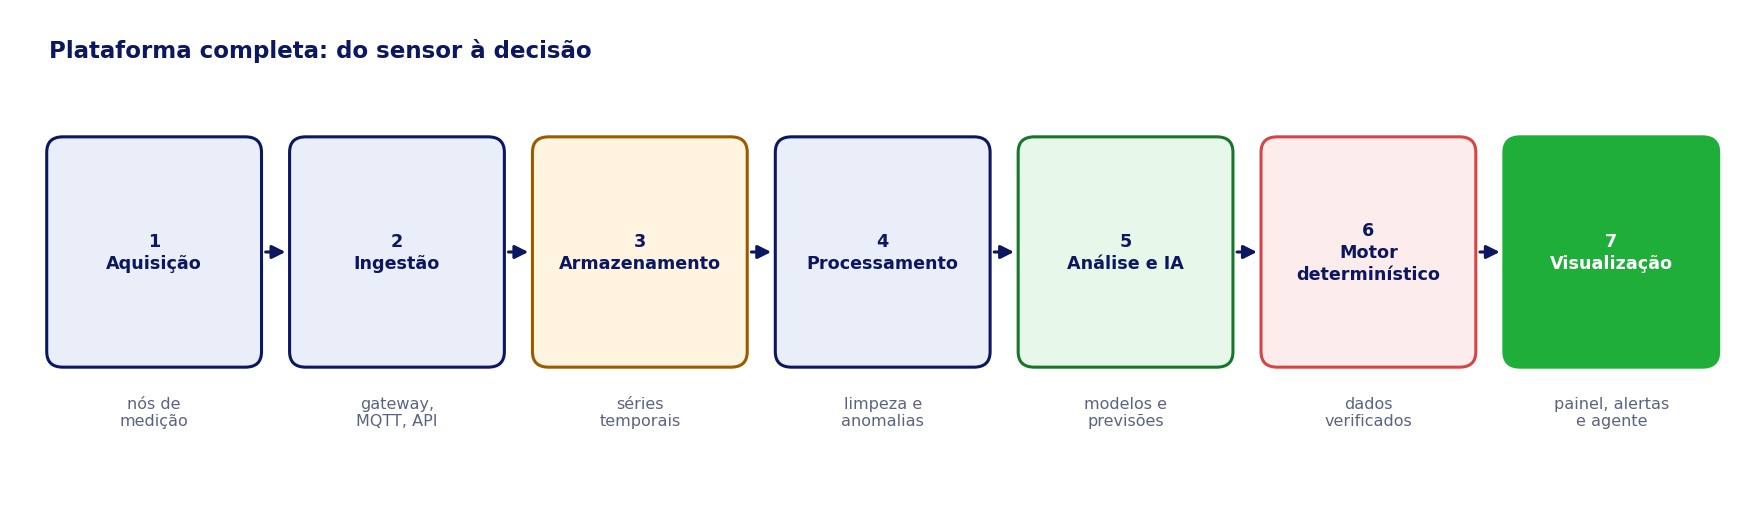 Plataforma completa: do sensor à decisão
1
Aquisição
2
Ingestão
3
Armazenamento
4
Processamento
5
Análise e IA
6
Motor
determinístico
7
Visualização
nós de
medição
gateway,
MQTT, API
séries
temporais
limpeza e
anomalias
modelos e
previsões
dados
verificados
painel, alertas
e agente